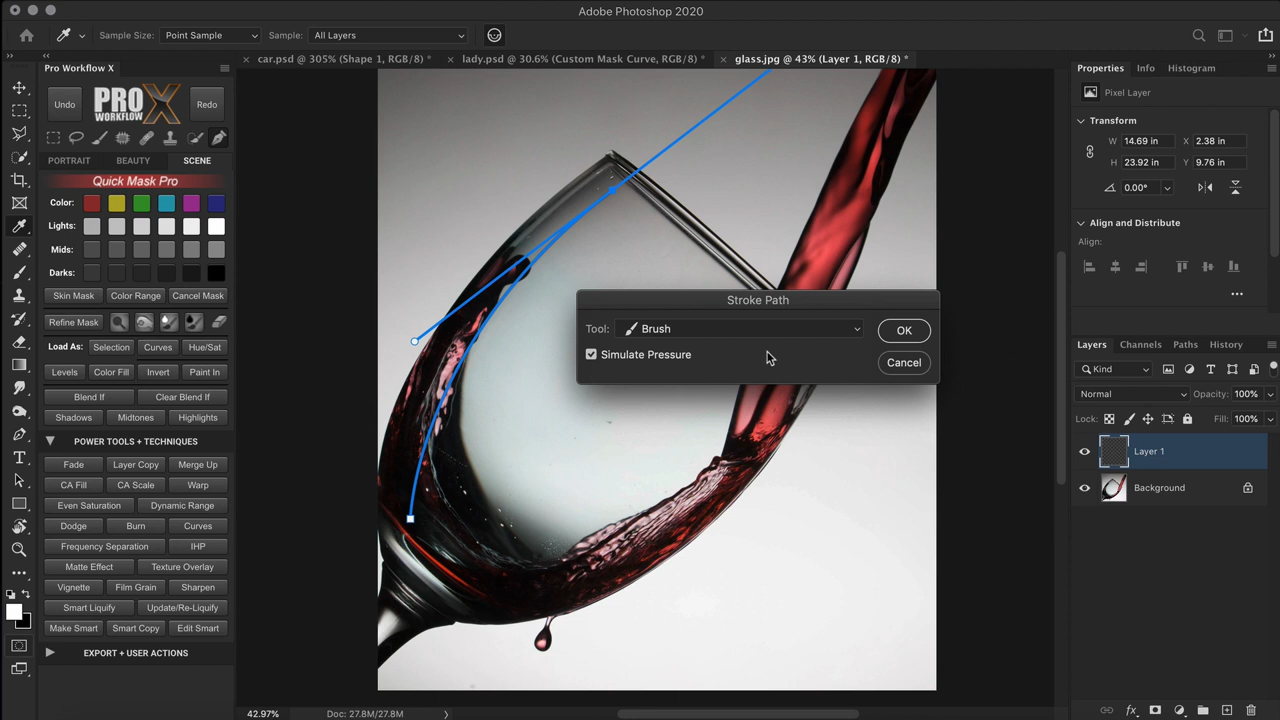 Adobe Photoshop 2020
Sample Size: Point Sample Sample: All Layers
car.psd @ 305% (Shape 1, RGB/8) *
lady.psd @ 30.6% (Custom Mask Curve, RGB/8) *
glass.jpg @ 43% (Layer 1, RGB/8) *
Pro Workflow X
Undo
PRO X
WORKFLOW
Redo
PORTRAIT BEAUTY SCENE
Quick Mask Pro
Color:
Lights:
Mids:
Darks:
Skin Mask Color Range Cancel Mask
Refine Mask
Load As: Selection Curves Hue/Sat
Levels Color Fill Invert Paint In
Blend If Clear Blend If
Shadows Midtones Highlights
POWER TOOLS + TECHNIQUES
Fade Layer Copy Merge Up
CA Fill CA Scale Warp
Even Saturation Dynamic Range
Dodge Burn Curves
Frequency Separation IHP
Matte Effect Texture Overlay
Vignette Film Grain Sharpen
Smart Liquify Update/Re-Liquify
Make Smart Smart Copy Edit Smart
EXPORT + USER ACTIONS
Stroke Path
Tool: Brush
OK
Simulate Pressure
Cancel
Properties Info Histogram
Pixel Layer
Transform
W 14.69 in X 2.38 in
H 23.92 in Y 9.76 in
0.00°
Align and Distribute
Align:
Layers Channels Paths History
Kind
Normal Opacity: 100%
Lock: Fill: 100%
Layer 1
Background
42.97% Doc: 27.8M/27.8M